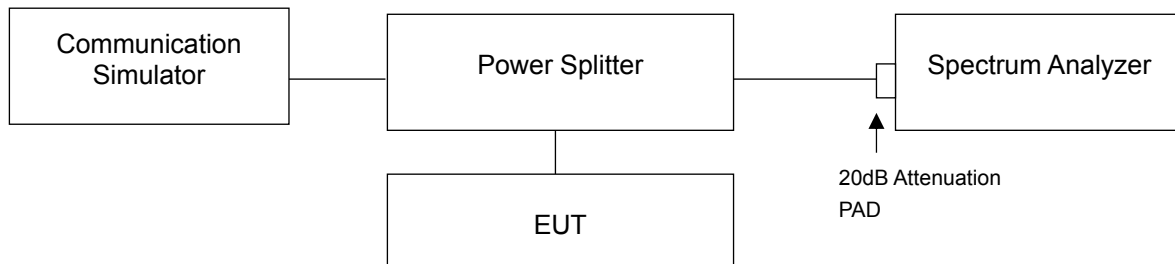 Communication
Simulator
Power Splitter
Spectrum Analyzer
20dB Attenuation
PAD
EUT